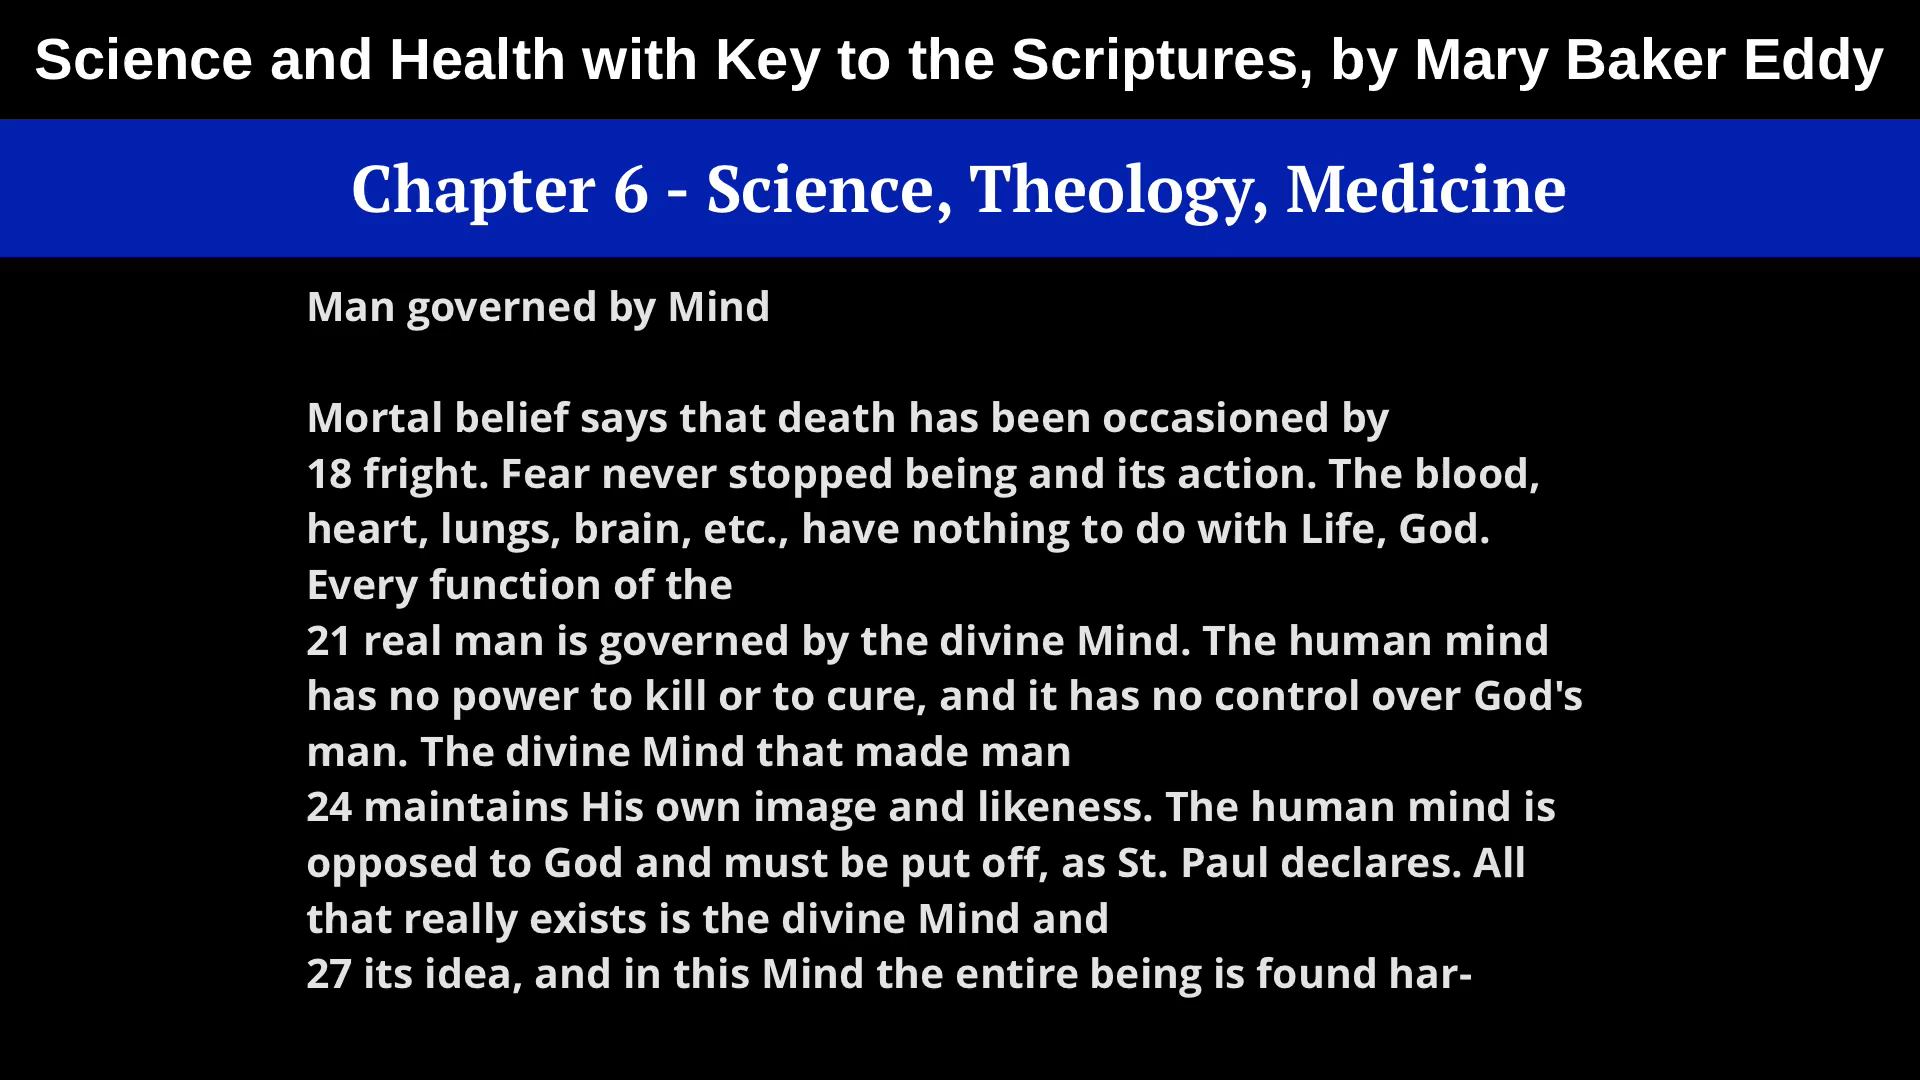 Science and Health with Key to the Scriptures, by Mary Baker Eddy
Chapter 6 - Science, Theology, Medicine
Man governed by Mind
Mortal belief says that death has been occasioned by
18 fright. Fear never stopped being and its action. The blood,
heart, lungs, brain, etc., have nothing to do with Life, God.
Every function of the
21 real man is governed by the divine Mind. The human mind
has no power to kill or to cure, and it has no control over God's
man. The divine Mind that made man
24 maintains His own image and likeness. The human mind is
opposed to God and must be put off, as St. Paul declares. All
that really exists is the divine Mind and
27 its idea, and in this Mind the entire being is found har-